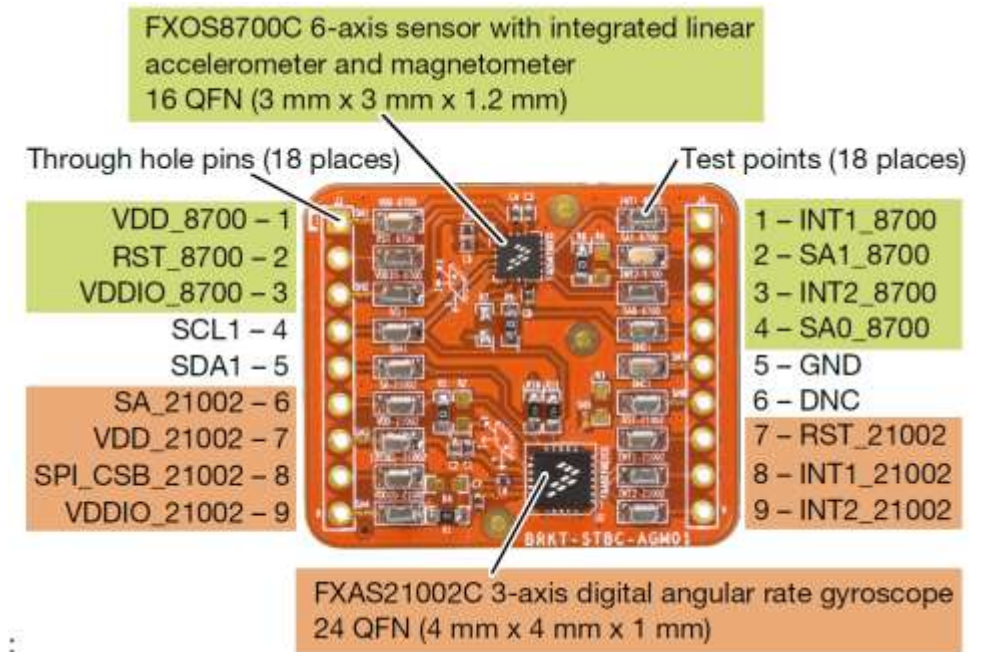 FXOS8700C 6-axis sensor with integrated linear
accelerometer and magnetometer
16 QFN (3 mm x 3 mm x 1.2 mm)
Through hole pins (18 places)
Test points (18 places)
VDD_8700 – 1
RST_8700 – 2
VDDIO_8700 – 3
SCL1 – 4
SDA1 – 5
SA_21002 – 6
VDD_21002 – 7
SPI_CSB_21002 – 8
VDDIO_21002 – 9
1 – INT1_8700
2 – SA1_8700
3 – INT2_8700
4 – SA0_8700
5 – GND
6 – DNC
7 – RST_21002
8 – INT1_21002
9 – INT2_21002
BRKT-STBC-AGM01
FXAS21002C 3-axis digital angular rate gyroscope
24 QFN (4 mm x 4 mm x 1 mm)
: